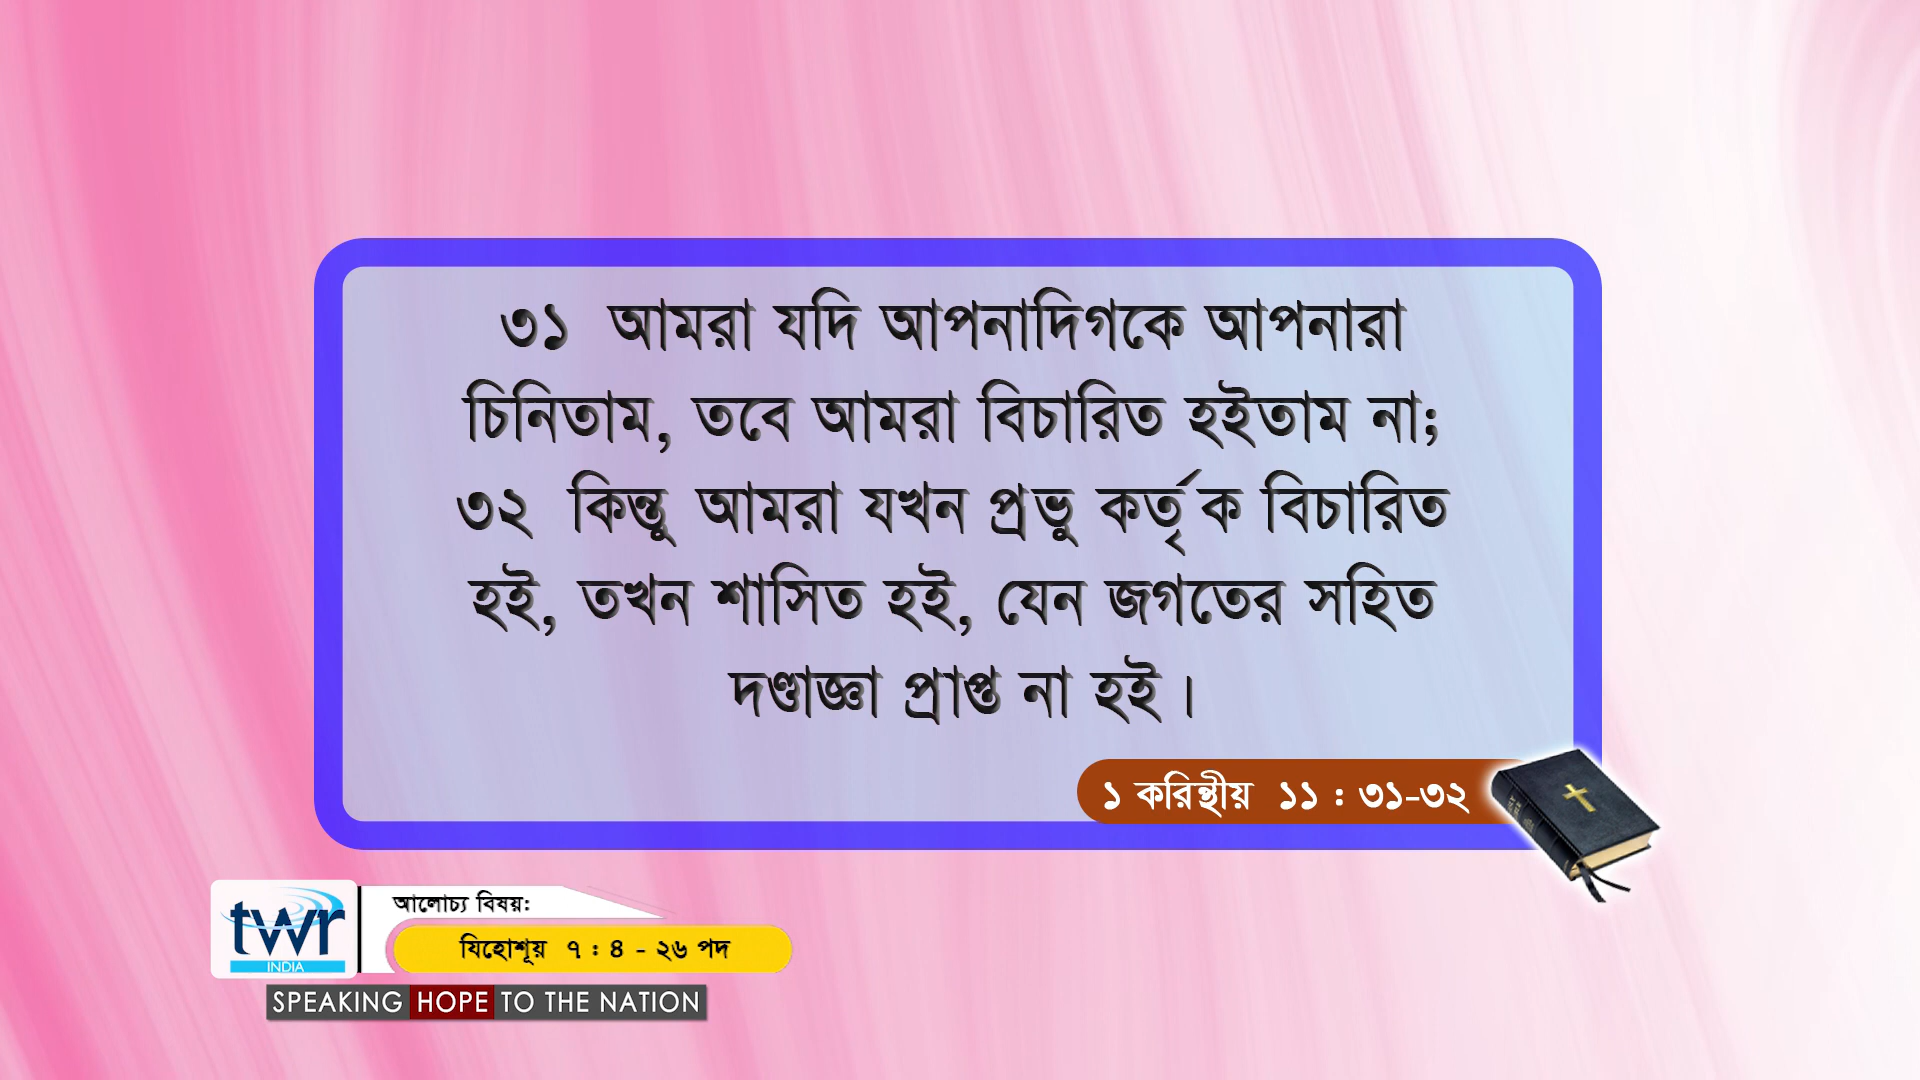 ৩১ আমরা যদি আপনাদিগকে আপনারা
চিনিতাম, তবে আমরা বিচারিত হইতাম না;
৩২ কিন্তু আমরা যখন প্রভু কর্তৃক বিচারিত
হই, তখন শাসিত হই, যেন জগতের সহিত
দণ্ডাজ্ঞা প্রাপ্ত না হই।
১ করিন্থীয় ১১ : ৩১-৩২
twr
INDIA
আলোচ্য বিষয়:
যিহোশূয় ৭ : ৪ - ২৬ পদ
SPEAKING HOPE TO THE NATION